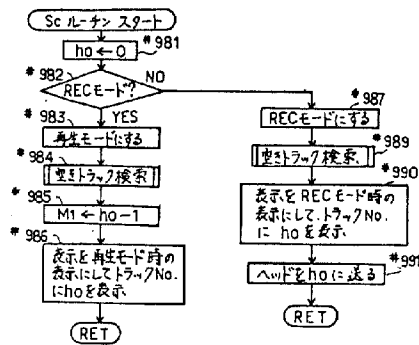 Sc ルーチン スタート
ho ← 0
#981
#982
RECモード?
NO
YES
#983
再生モードにする
#984
空きトラック検索
#985
M1 ← ho-1
#986
表示を再生モード時の
表示にしてトラックNo.
にhoを表示
RET
#987
RECモードにする
#989
空きトラック検索
#990
表示をRECモード時の
表示にして、トラックNo.
に ho を表示
#991
ヘッドをhoに送る
RET